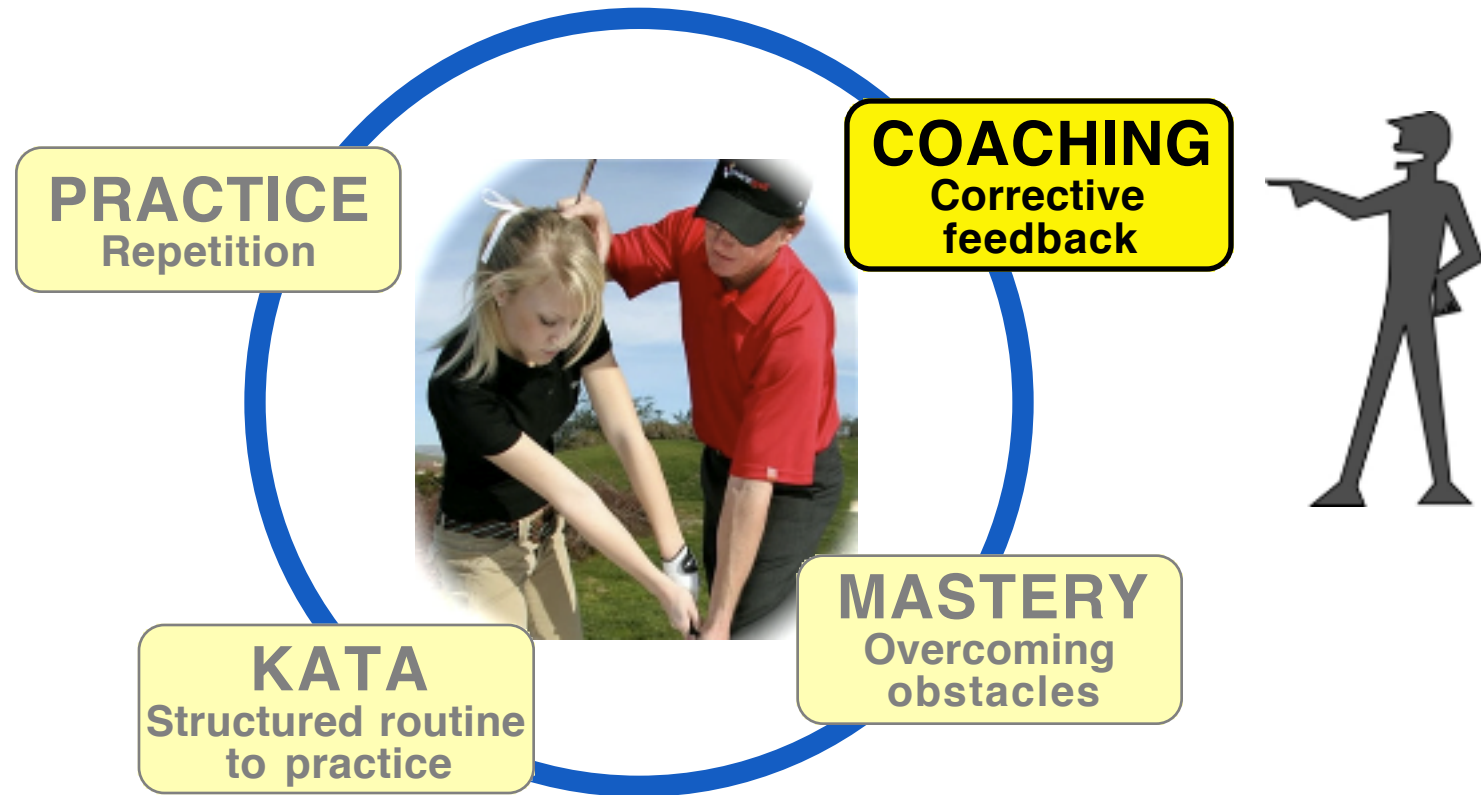 COACHING
Corrective
feedback
PRACTICE
Repetition
MASTERY
Overcoming
obstacles
KATA
Structured routine
to practice